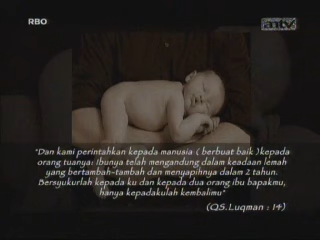 RBO
antv
"Dan kami perintahkan kepada manusia ( berbuat baik )kepada
orang tuanya: ibunya telah mengandung dalam keadaan lemah
yang bertambah-tambah dan menyapihnya dalam 2 tahun.
Bersyukurlah kepada ku dan kepada dua orang ibu bapakmu,
hanya kepadakulah kembalimu"
(QS.Luqman : 14)